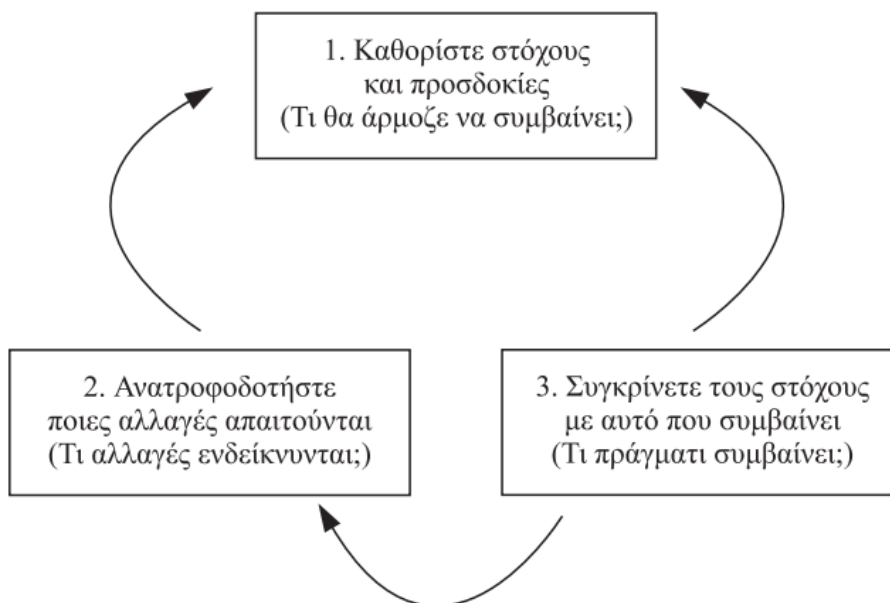 1. Καθορίστε στόχους
και προσδοκίες
(Τι θα άρμοζε να συμβαίνει;)
2. Ανατροφοδοτήστε
ποιες αλλαγές απαιτούνται
(Τι αλλαγές ενδείκνυνται;)
3. Συγκρίνετε τους στόχους
με αυτό που συμβαίνει
(Τι πράγματι συμβαίνει;)